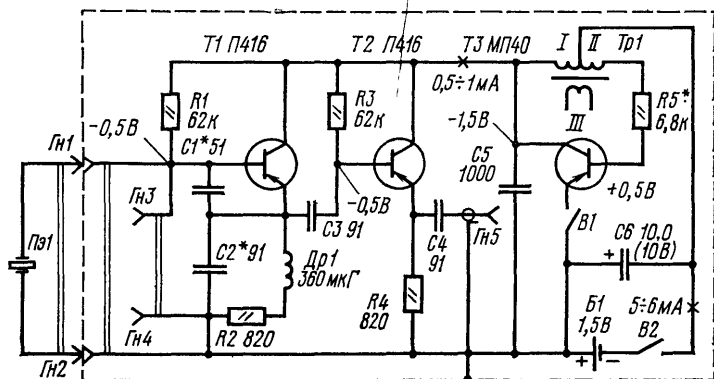 Т1 П416
Т2 П416
Т3 МП40
I
II
Тр1
III
0,5÷1мА
R1
62к
R3
62к
R5*
6,8к
-0,5В
-1,5В
С1*51
С5
1000
Гн1
Гн3
-0,5В
+0,5В
В1
Пэ1
С3 91
Гн5
С6 10,0
(10В)
+
С2*91
Др1
360мкГ
С4
91
R4
820
Б1
1,5В
5÷6мА
В2
Гн4
R2 820
Гн2
+
-